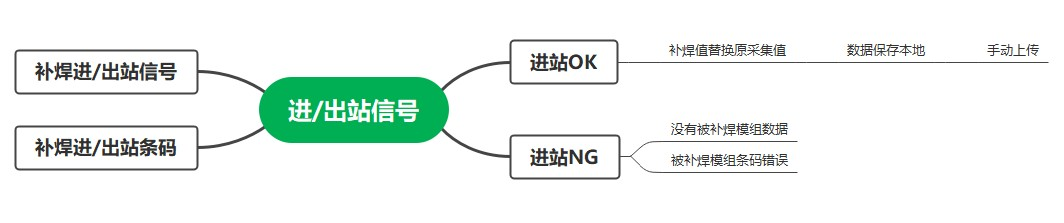 补焊进/出站信号
补焊进/出站条码
进/出站信号
进站OK
补焊值替换原采集值
数据保存本地
手动上传
进站NG
没有被补焊模组数据
被补焊模组条码错误